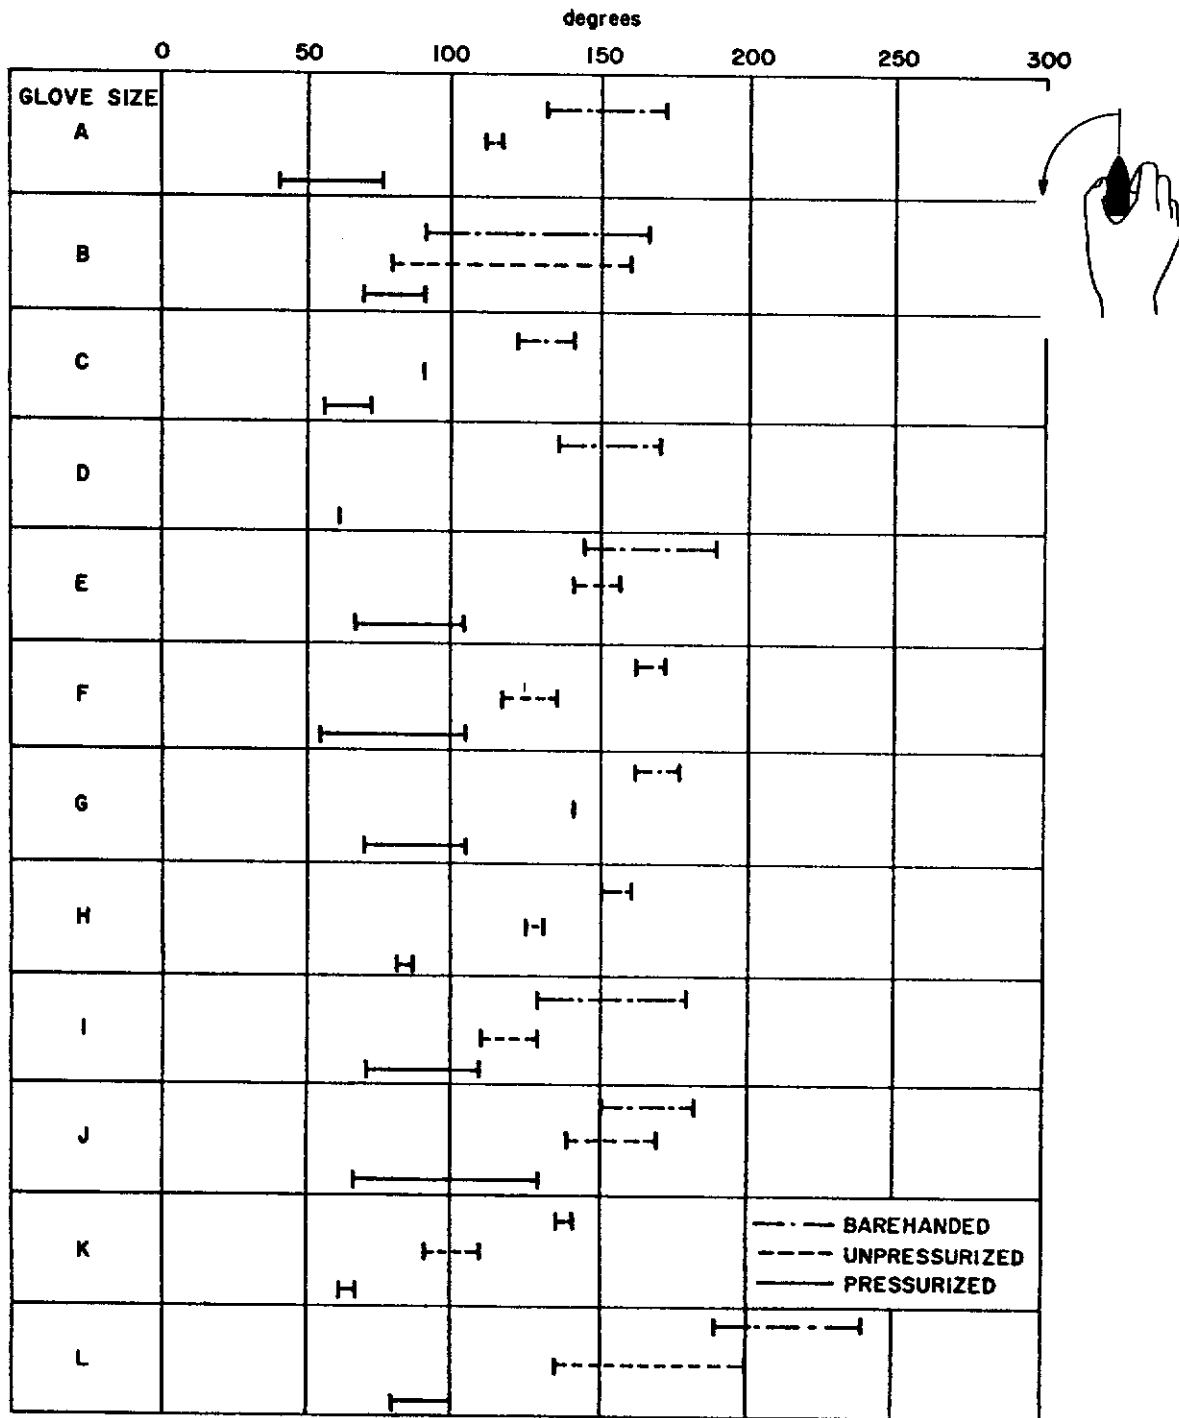 degrees
0 50 100 150 200 250 300
GLOVE SIZE
A
B
C
D
E
F
G
H
I
J
K
L
BAREHANDED
UNPRESSURIZED
PRESSURIZED